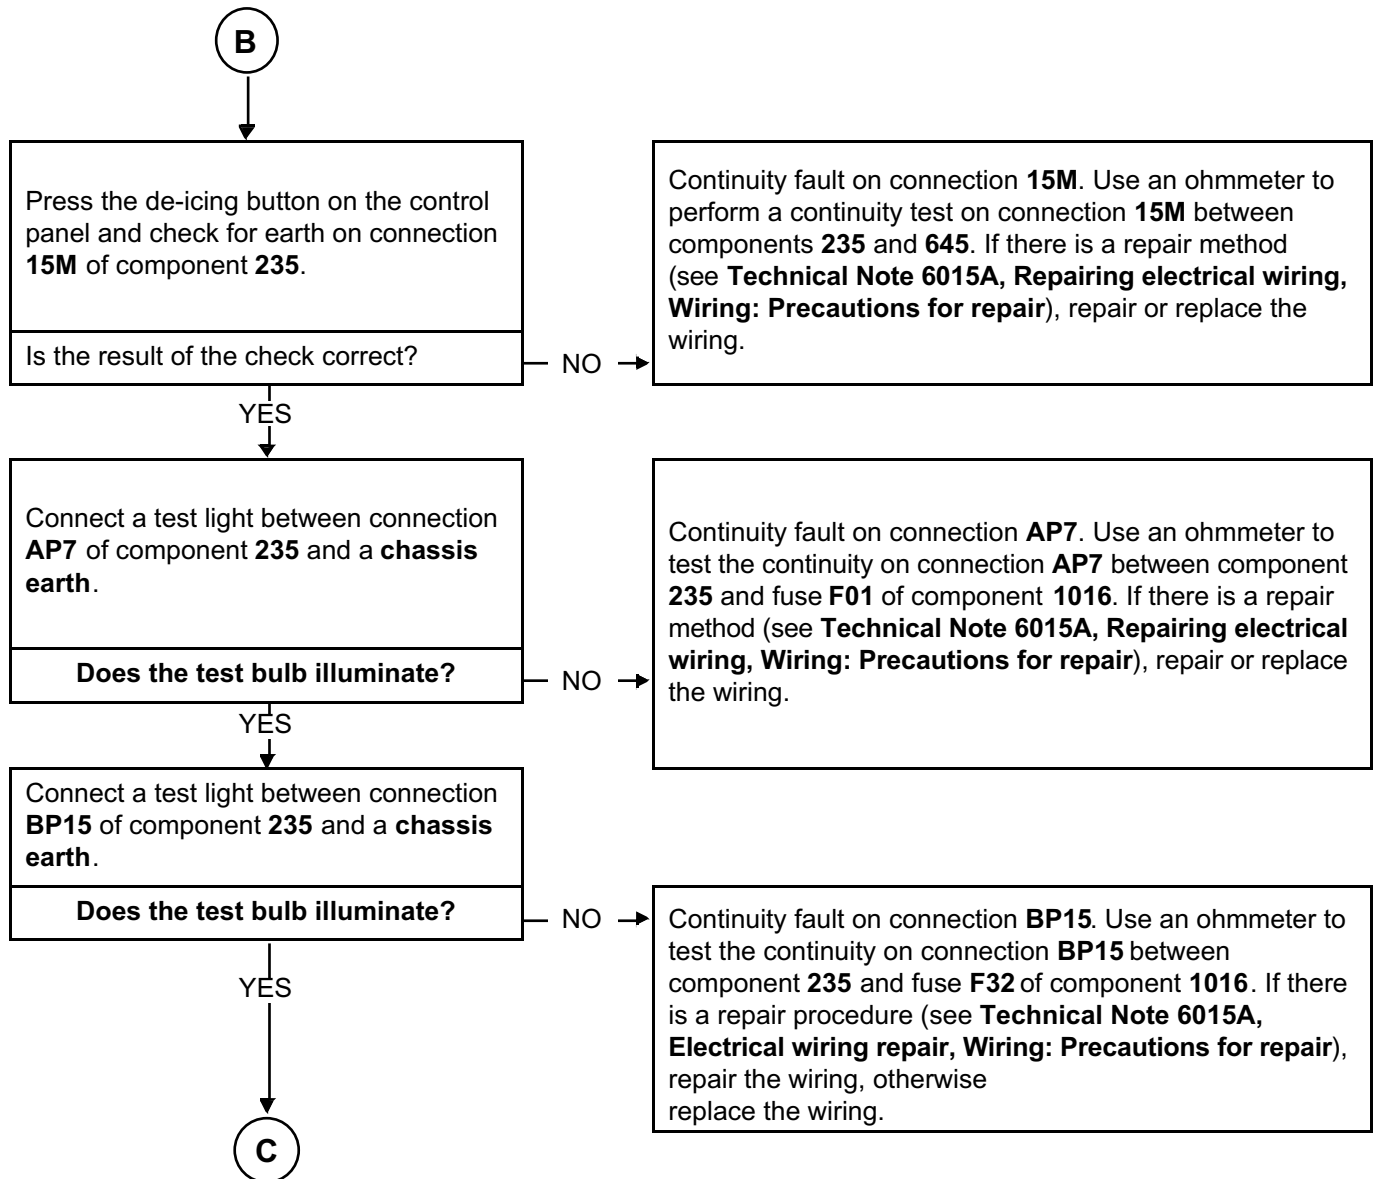 B
Press the de-icing button on the control
panel and check for earth on connection
15M of component 235.
Is the result of the check correct?
NO
Continuity fault on connection 15M. Use an ohmmeter to
perform a continuity test on connection 15M between
components 235 and 645. If there is a repair method
(see Technical Note 6015A, Repairing electrical wiring,
Wiring: Precautions for repair), repair or replace the
wiring.
YES
Connect a test light between connection
AP7 of component 235 and a chassis
earth.
Does the test bulb illuminate?
NO
Continuity fault on connection AP7. Use an ohmmeter to
test the continuity on connection AP7 between component
235 and fuse F01 of component 1016. If there is a repair
method (see Technical Note 6015A, Repairing electrical
wiring, Wiring: Precautions for repair), repair or replace
the wiring.
YES
Connect a test light between connection
BP15 of component 235 and a chassis
earth.
Does the test bulb illuminate?
NO
Continuity fault on connection BP15. Use an ohmmeter to
test the continuity on connection BP15 between
component 235 and fuse F32 of component 1016. If there
is a repair procedure (see Technical Note 6015A,
Electrical wiring repair, Wiring: Precautions for repair),
repair the wiring, otherwise
replace the wiring.
YES
C